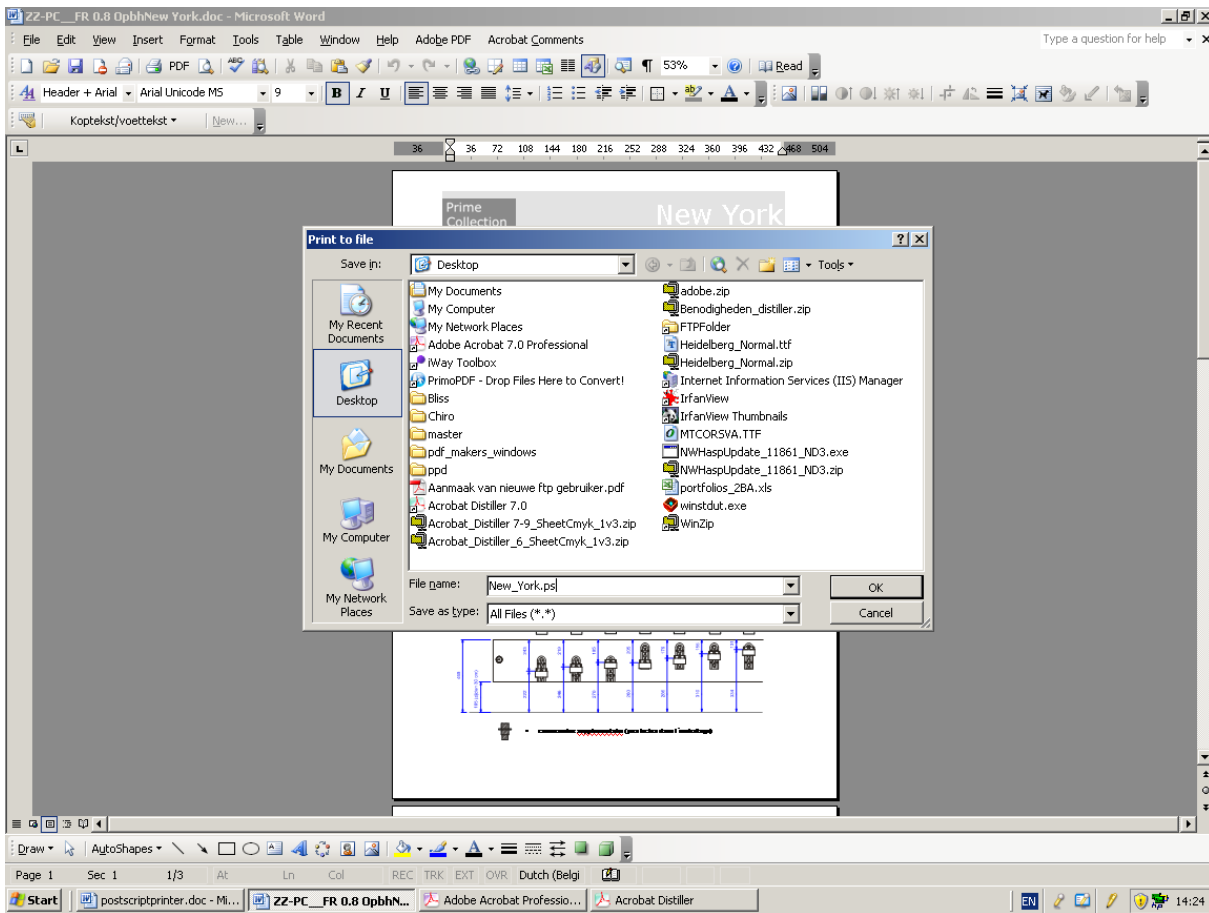 ZZ-PC__FR 0.8 OpbhNew York.doc - Microsoft Word
File Edit View Insert Format Tools Table Window Help Adobe PDF Acrobat Comments Type a question for help
PDF ABC 53% Read
Header + Arial Arial Unicode MS 9 B I U ab A
Koptekst/voettekst New...
L 36 36 72 108 144 180 216 252 288 324 360 396 432 468 504
Prime
Collection
New York
Print to file
Save in: Desktop Tools
My Recent
Documents
Desktop
My Documents
My Computer
My Network
Places
My Documents
My Computer
My Network Places
Adobe Acrobat 7.0 Professional
iWay Toolbox
PrimoPDF - Drop Files Here to Convert!
Bliss
Chiro
master
pdf_makers_windows
ppd
Aanmaak van nieuwe ftp gebruiker.pdf
Acrobat Distiller 7.0
Acrobat_Distiller 7-9_SheetCmyk_1v3.zip
Acrobat_Distiller_6_SheetCmyk_1v3.zip
adobe.zip
Benodigheden_distiller.zip
FTPFolder
Heidelberg_Normal.ttf
Heidelberg_Normal.zip
Internet Information Services (IIS) Manager
IrfanView
IrfanView Thumbnails
MTCORSVA.TTF
NWHaspUpdate_11861_ND3.exe
NWHaspUpdate_11861_ND3.zip
portfolios_2BA.xls
winstdut.exe
WinZip
File name: New_York.ps OK
Save as type: All Files (*.*) Cancel
Draw AutoShapes A
Page 1 Sec 1 1/3 At Ln Col REC TRK EXT OVR Dutch (Belgi
Start postscriptprinter.doc - Mi... ZZ-PC__FR 0.8 OpbhN... Adobe Acrobat Professio... Acrobat Distiller EN 14:24